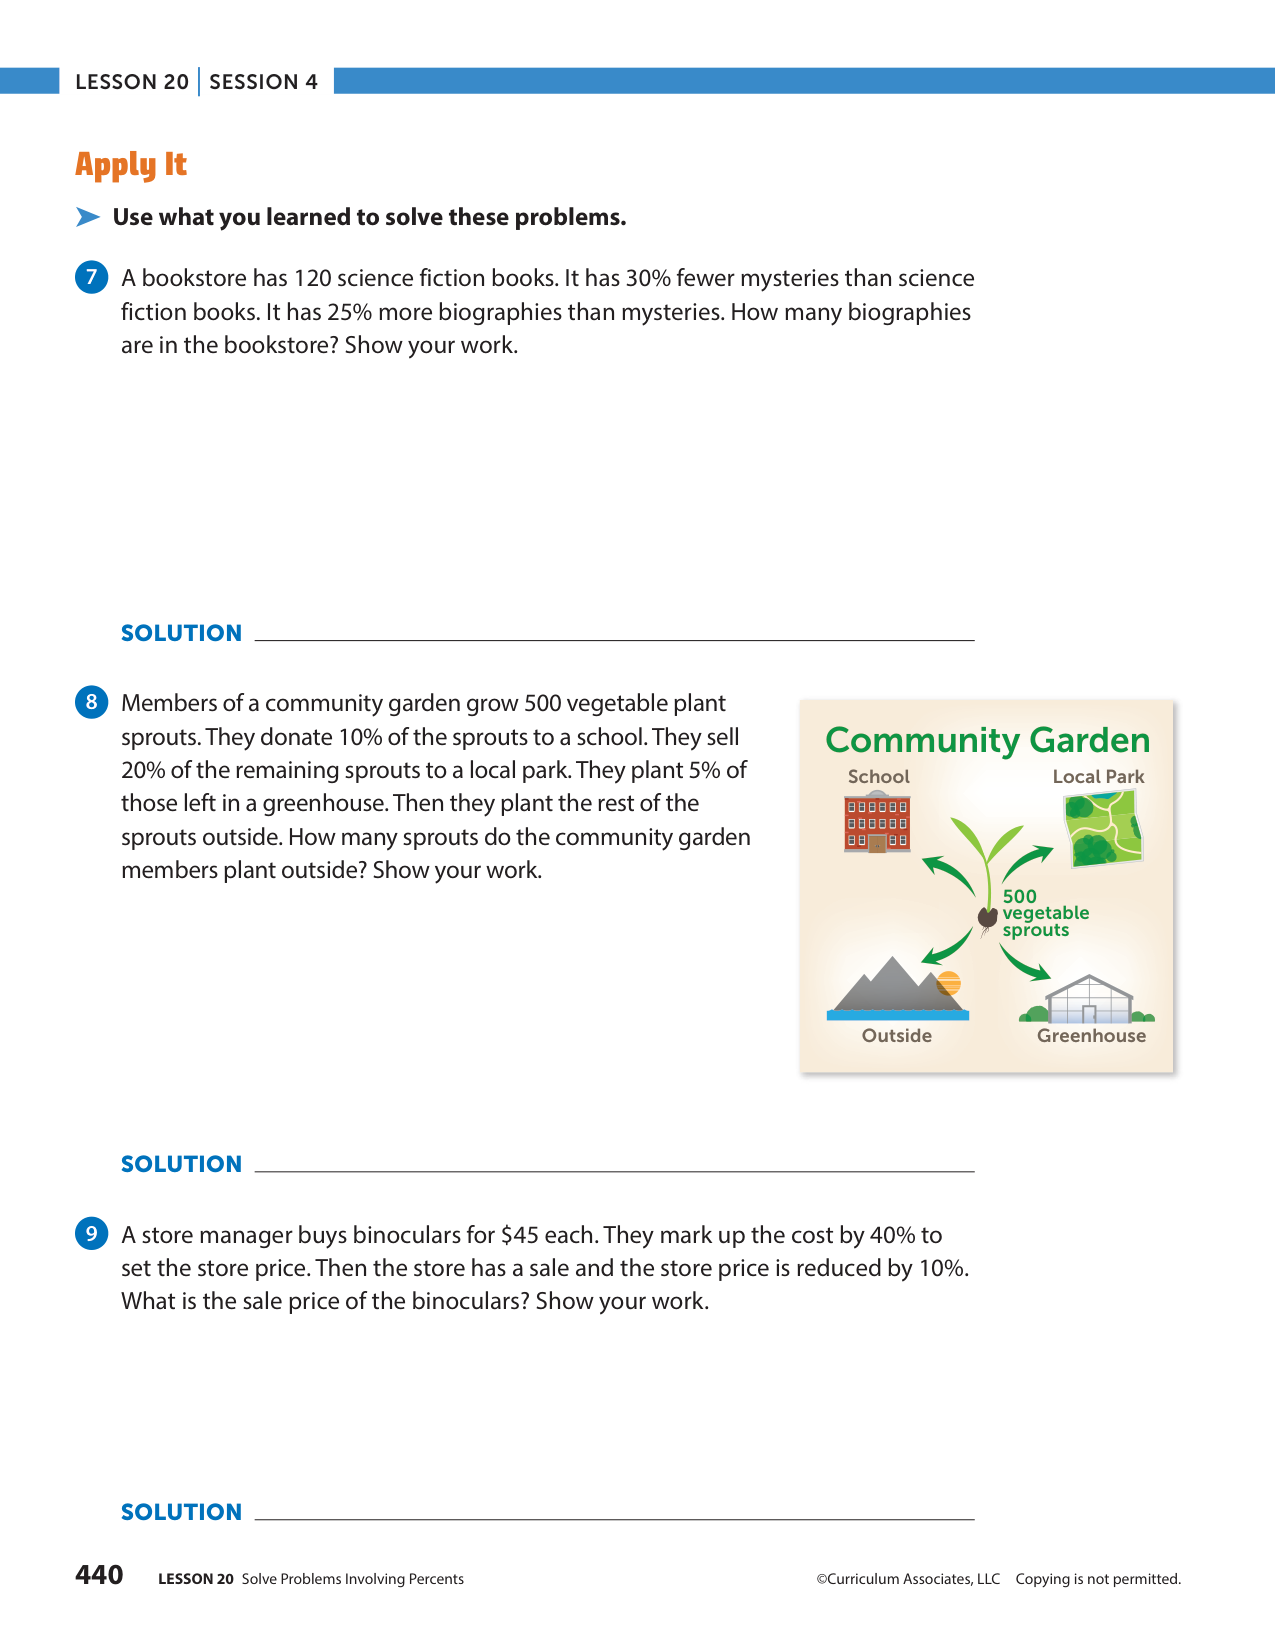 LESSON 20 | SESSION 4
Apply It
Use what you learned to solve these problems.
7 A bookstore has 120 science fiction books. It has 30% fewer mysteries than science
fiction books. It has 25% more biographies than mysteries. How many biographies
are in the bookstore? Show your work.
SOLUTION
8 Members of a community garden grow 500 vegetable plant
sprouts. They donate 10% of the sprouts to a school. They sell
20% of the remaining sprouts to a local park. They plant 5% of
those left in a greenhouse. Then they plant the rest of the
sprouts outside. How many sprouts do the community garden
members plant outside? Show your work.
Community Garden
School
Local Park
500
vegetable
sprouts
Outside
Greenhouse
SOLUTION
9 A store manager buys binoculars for $45 each. They mark up the cost by 40% to
set the store price. Then the store has a sale and the store price is reduced by 10%.
What is the sale price of the binoculars? Show your work.
SOLUTION
440 LESSON 20 Solve Problems Involving Percents
©Curriculum Associates, LLC Copying is not permitted.